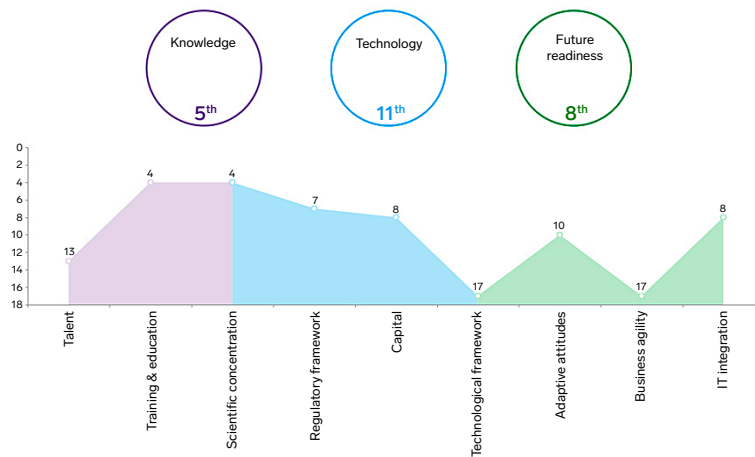 Knowledge
5th
Technology
11th
Future
readiness
8th
0
2
4
6
8
10
12
14
16
18
13
4
4
7
8
17
10
17
8
Talent
Training & education
Scientific concentration
Regulatory framework
Capital
Technological framework
Adaptive attitudes
Business agility
IT integration